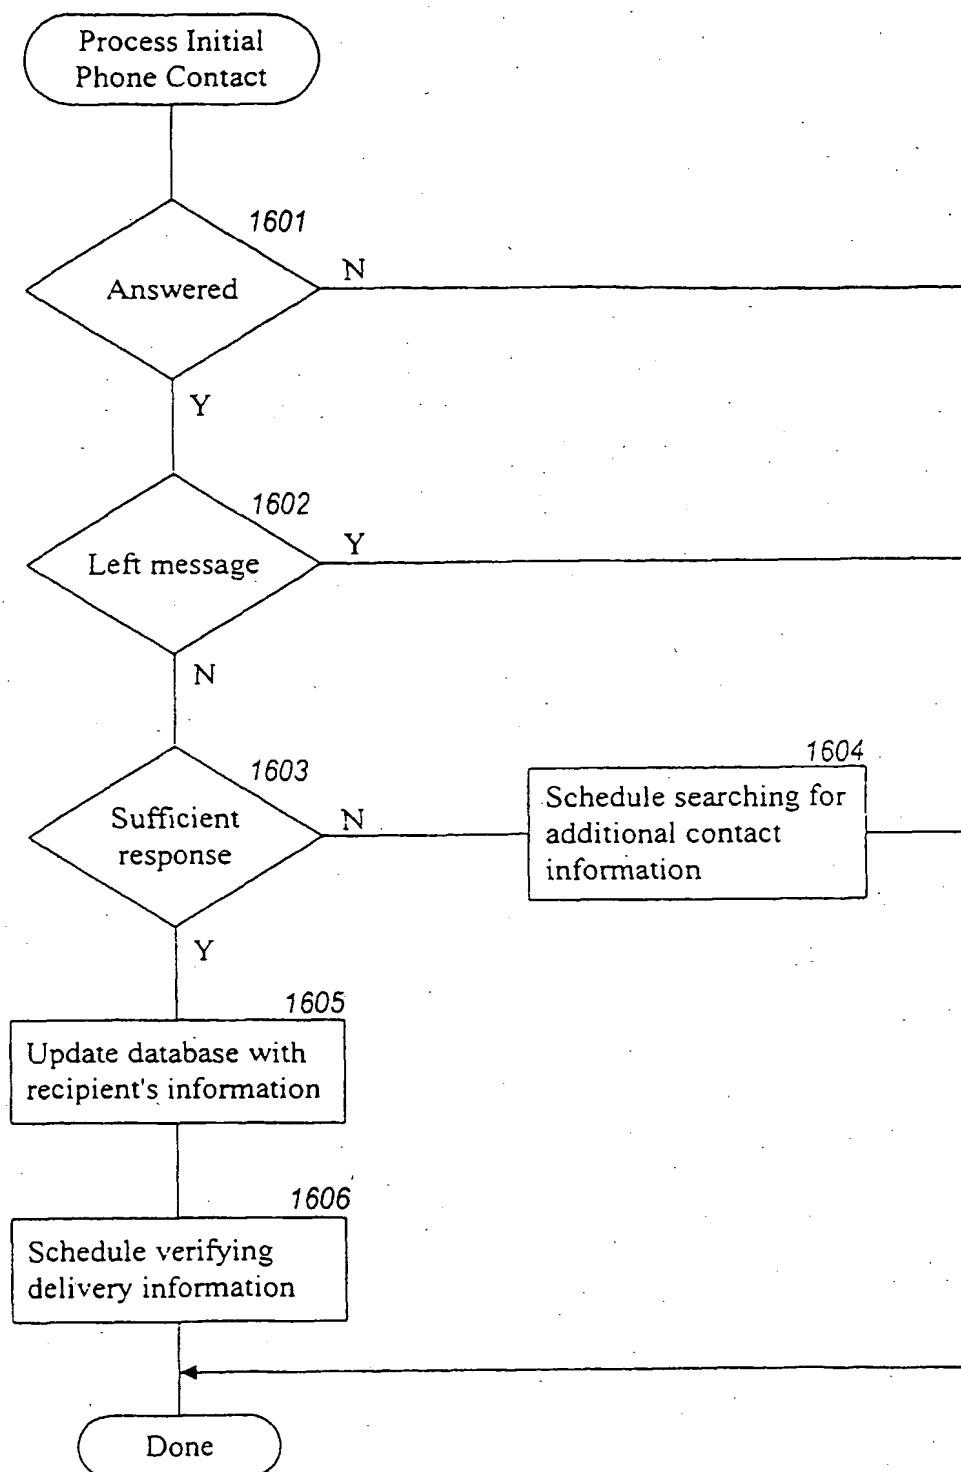 Process Initial
Phone Contact
1601
Answered
N
Y
1602
Left message
Y
N
1603
Sufficient
response
N
1604
Schedule searching for
additional contact
information
Y
1605
Update database with
recipient's information
1606
Schedule verifying
delivery information
Done